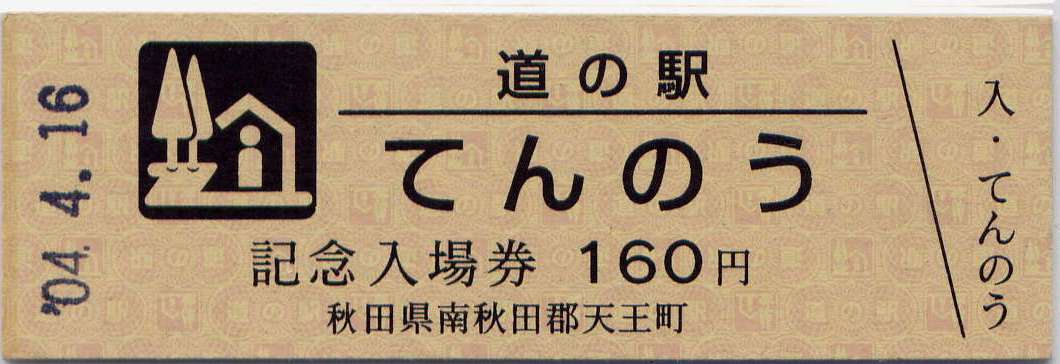 '04.4.16
道の駅
てんのう
記念入場券 160円
秋田県南秋田郡天王町
入・てんのう